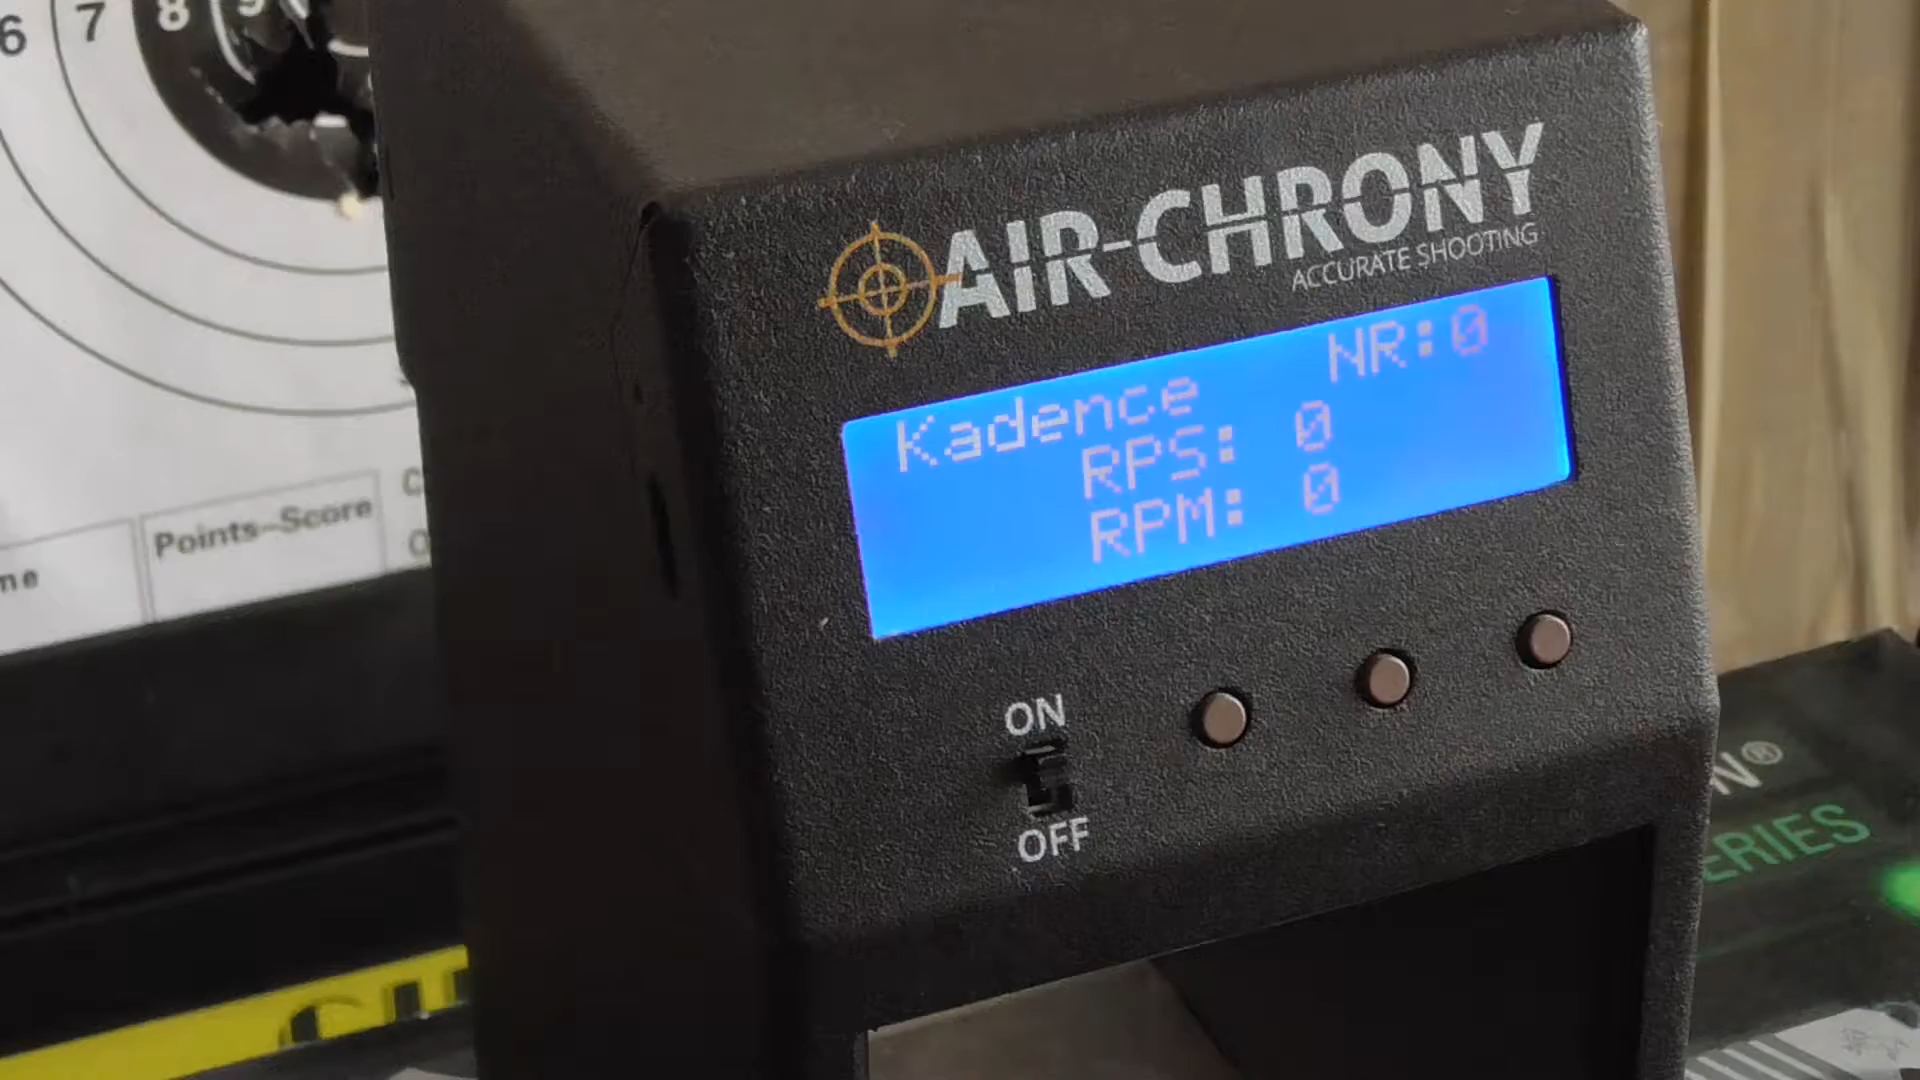 6 7 8 9
Points-Score
AIR-CHRONY
ACCURATE SHOOTING
Kadence NR:0
RPS: 0
RPM: 0
ON
OFF